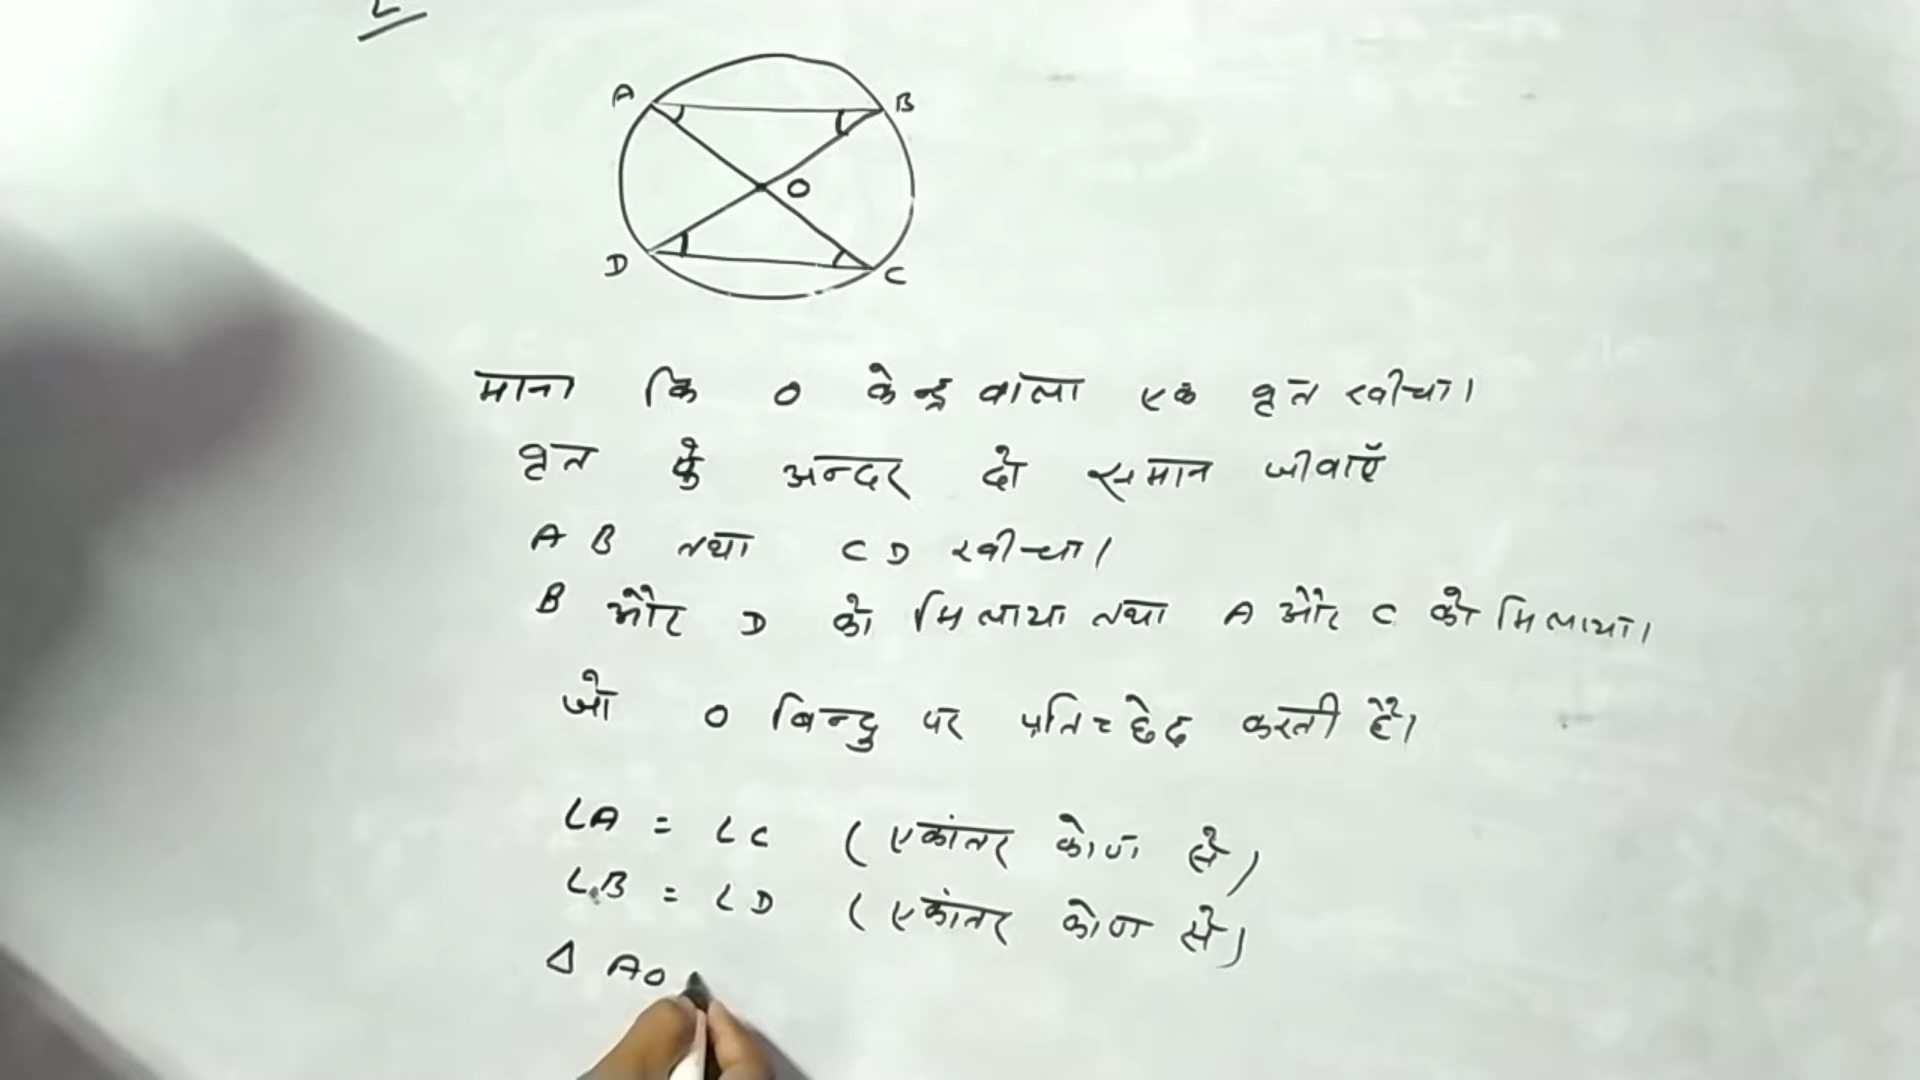 A B
O
D C
माना कि O केन्द्र वाला एक वृत खीचा।
वृत के अन्दर दो समान जीवाएँ
A B तथा C D खीचा।
B और D को मिलाया तथा A और C को मिलाया।
जो O बिन्दु पर प्रतिच्छेद करती है।
∠A = ∠C (एकांतर कोण से)
∠B = ∠D (एकांतर कोण से)
Δ AO